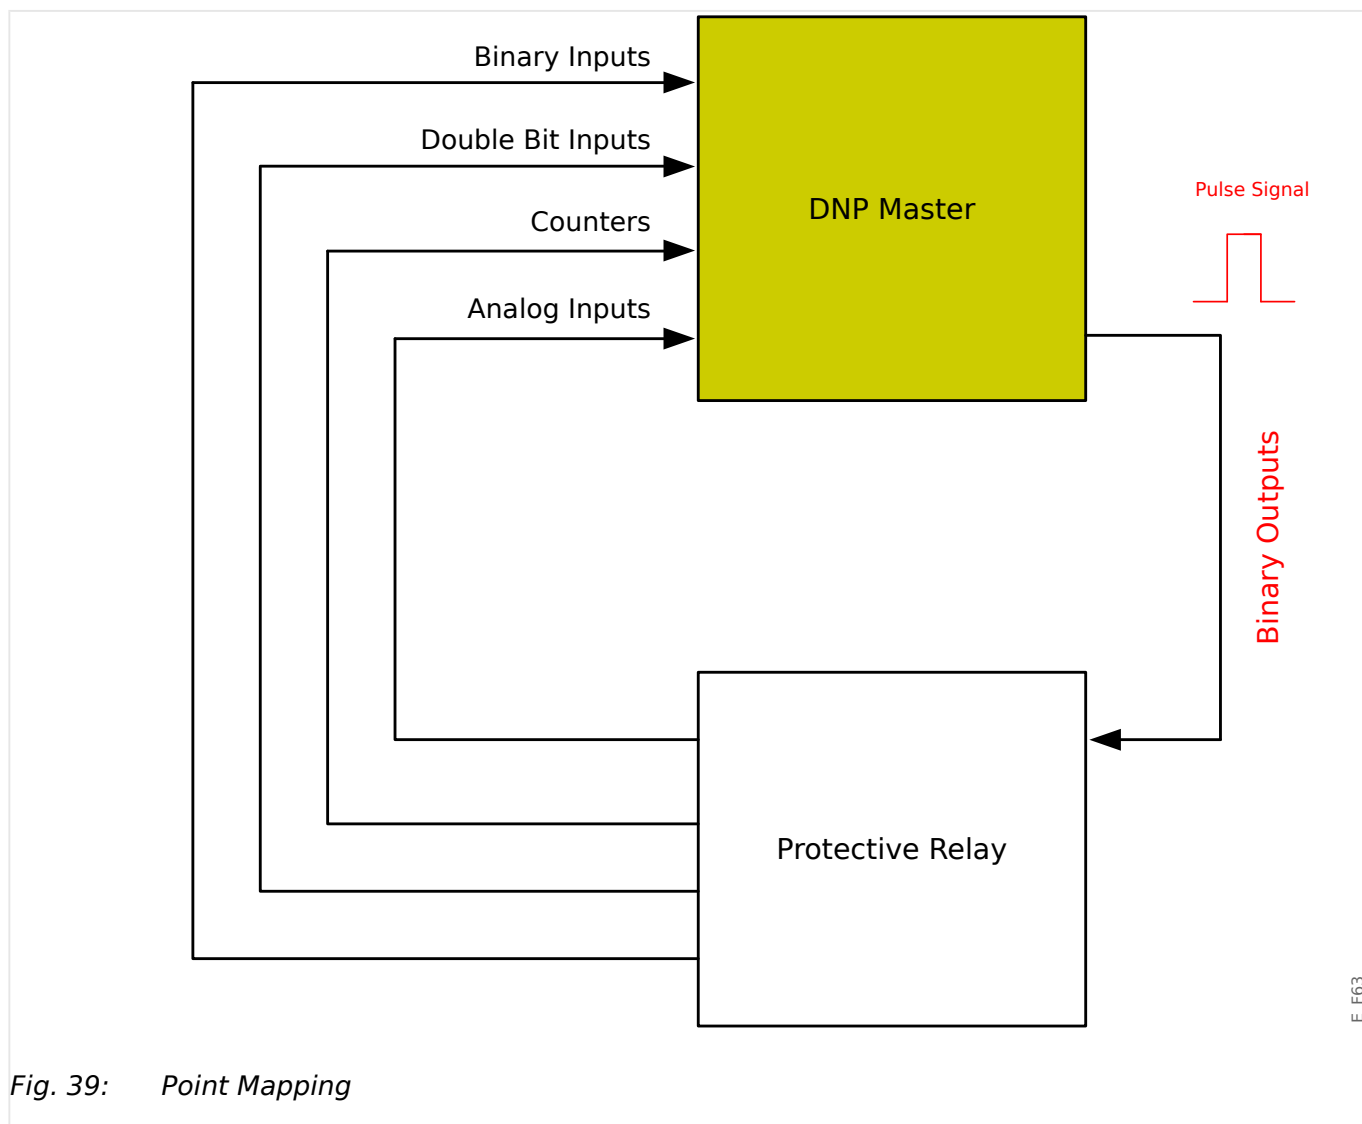 Binary Inputs
Double Bit Inputs
Counters
Analog Inputs
DNP Master
Pulse Signal
Binary Outputs
Protective Relay
E_E63
Fig. 39: Point Mapping